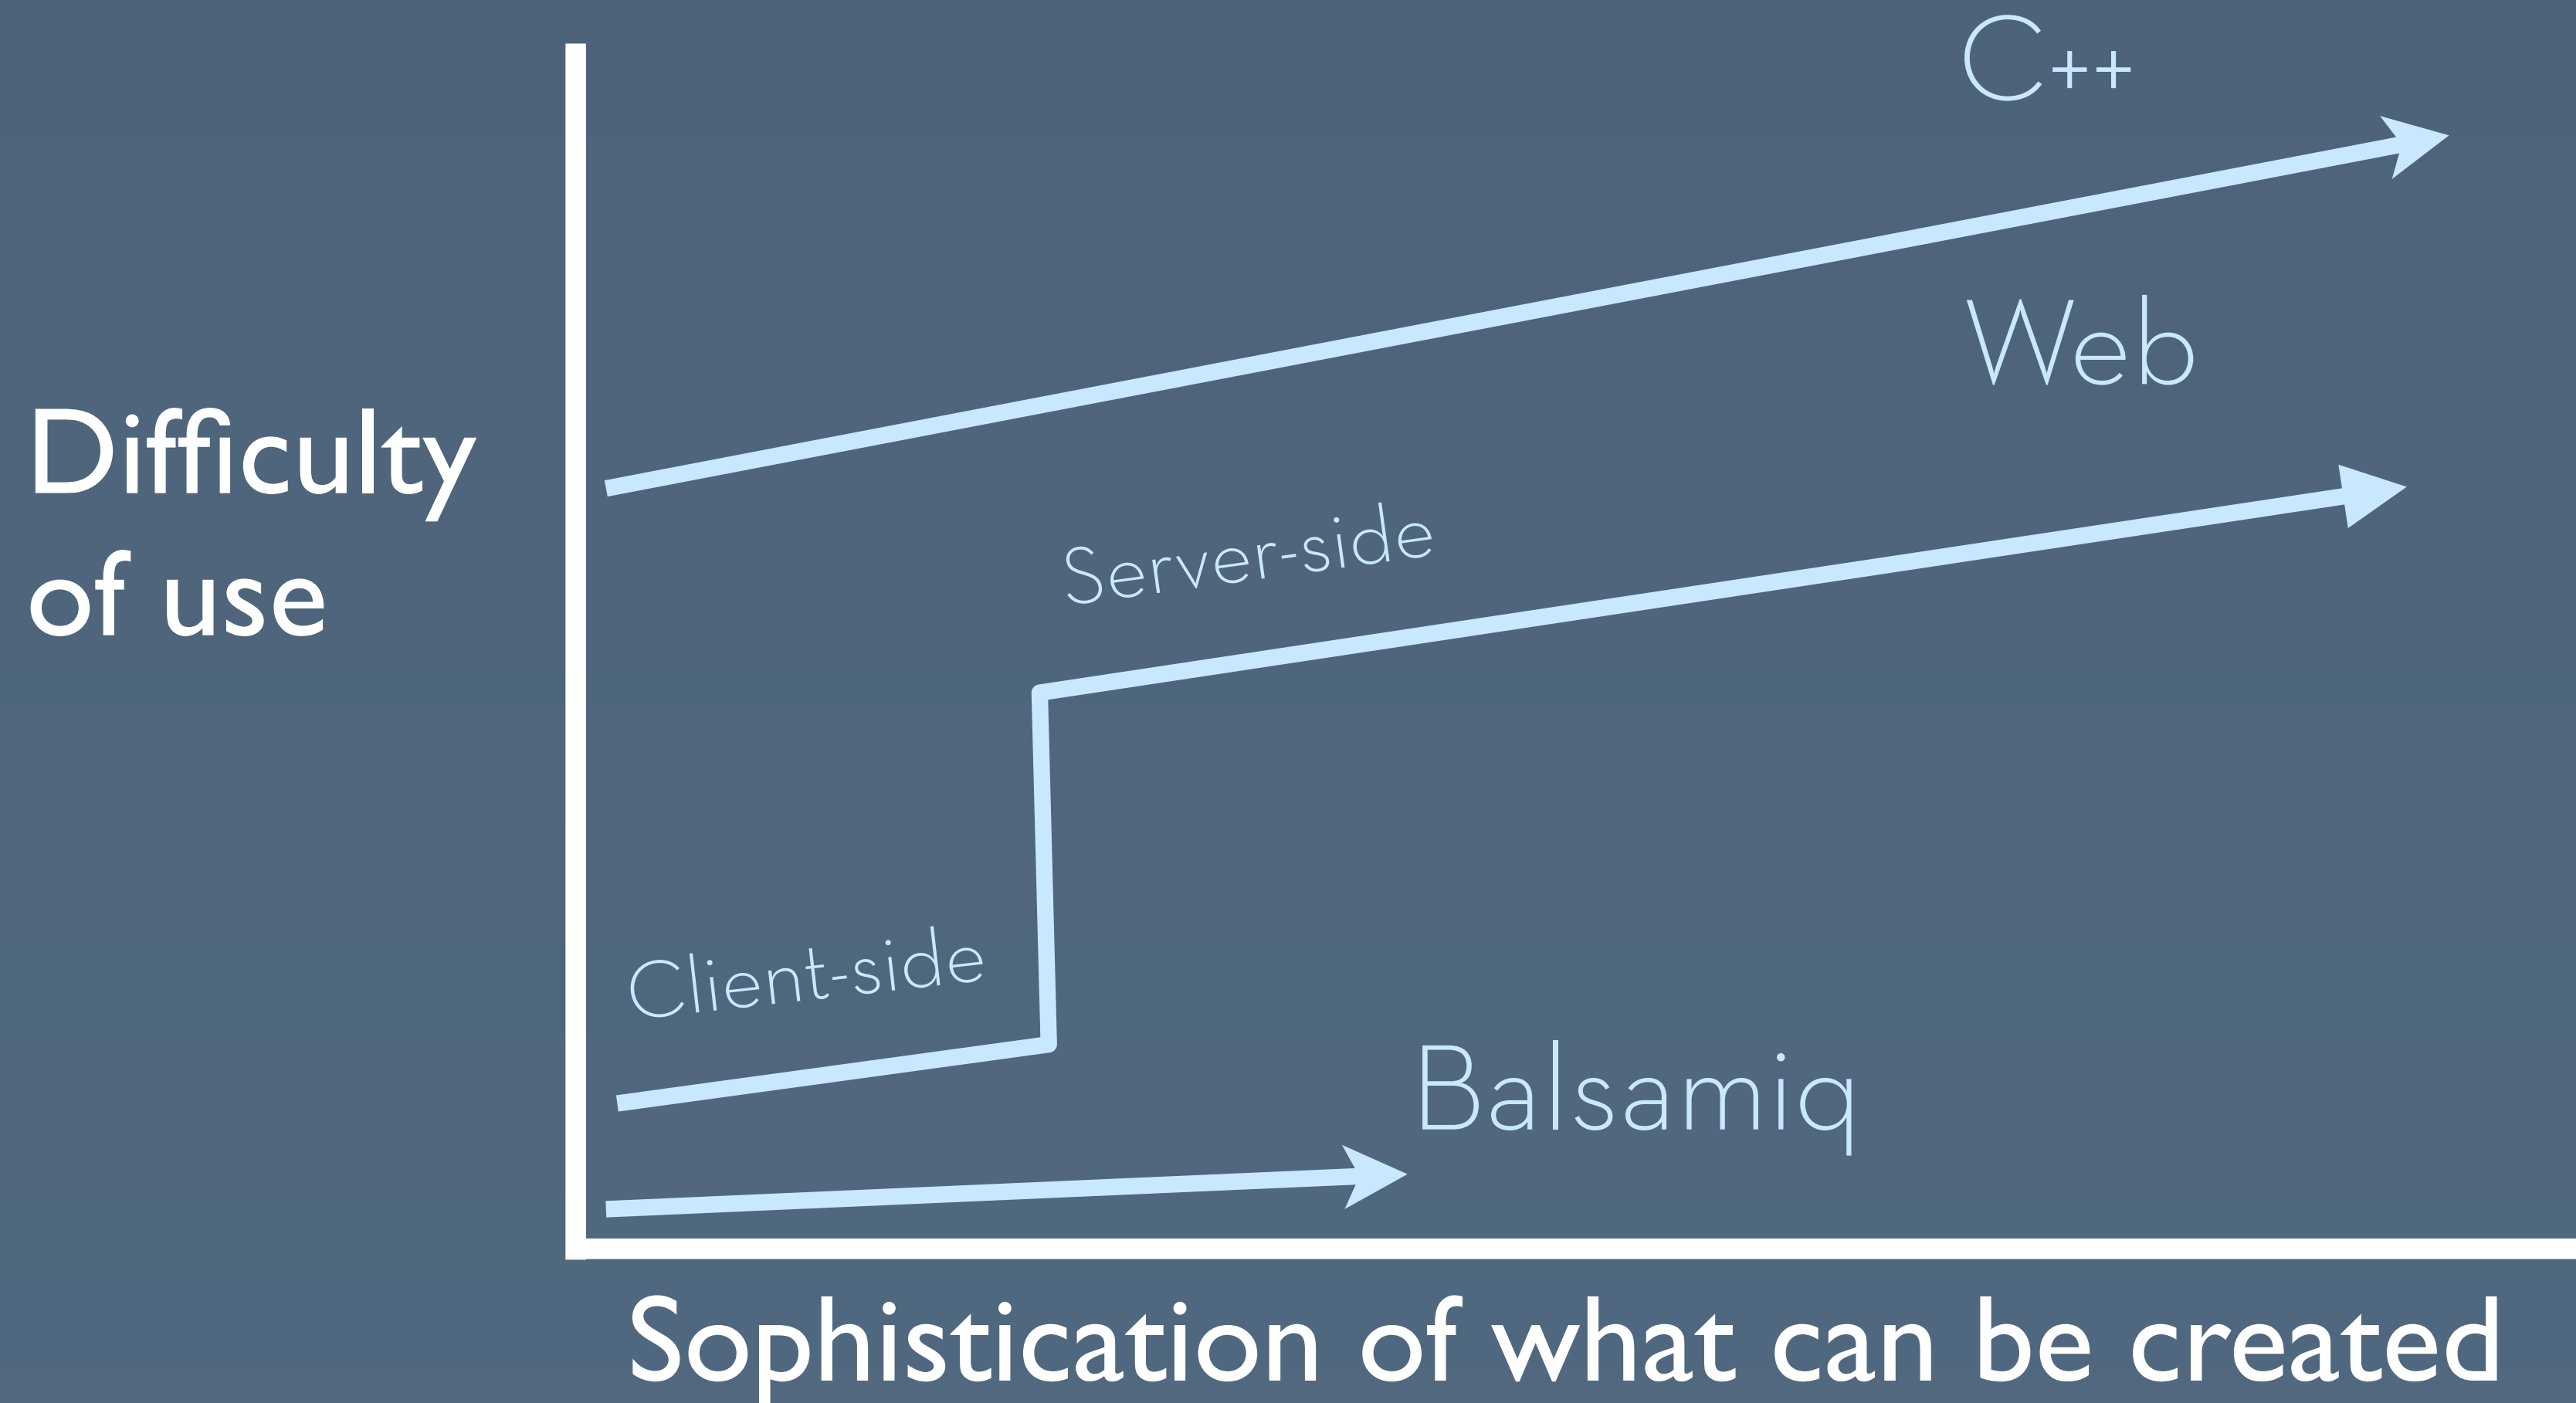 C++
Web
Difficulty
of use
Server-side
Client-side
Balsamiq
Sophistication of what can be created